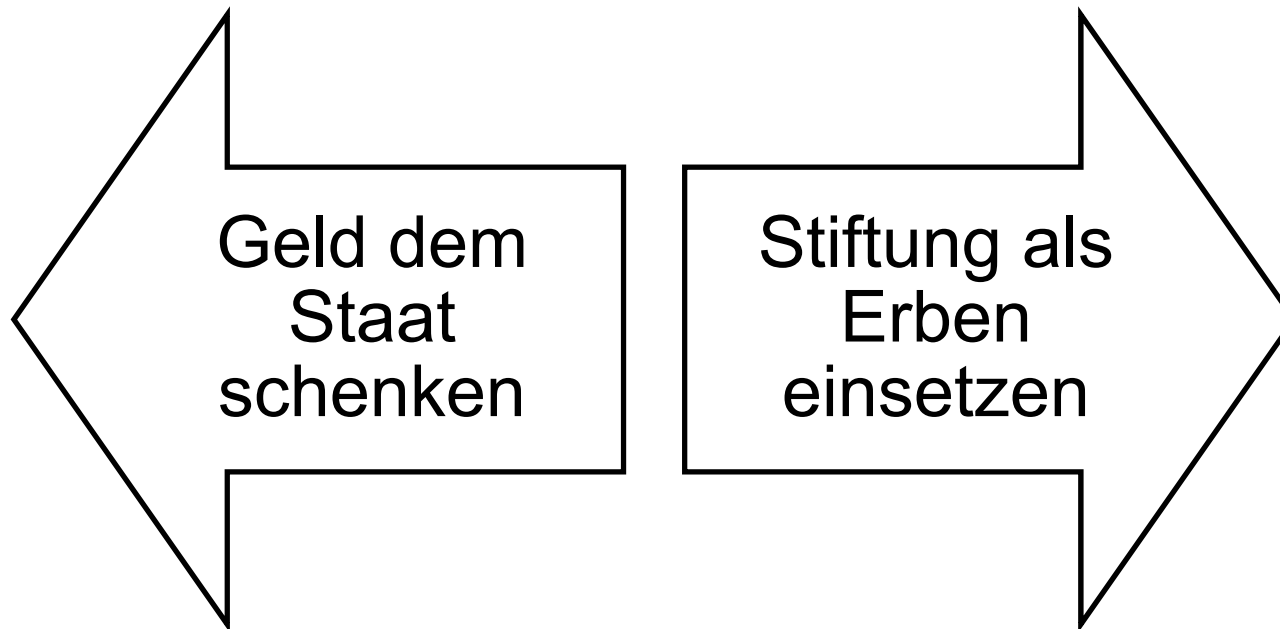 Geld dem
Staat
schenken
Stiftung als
Erben
einsetzen